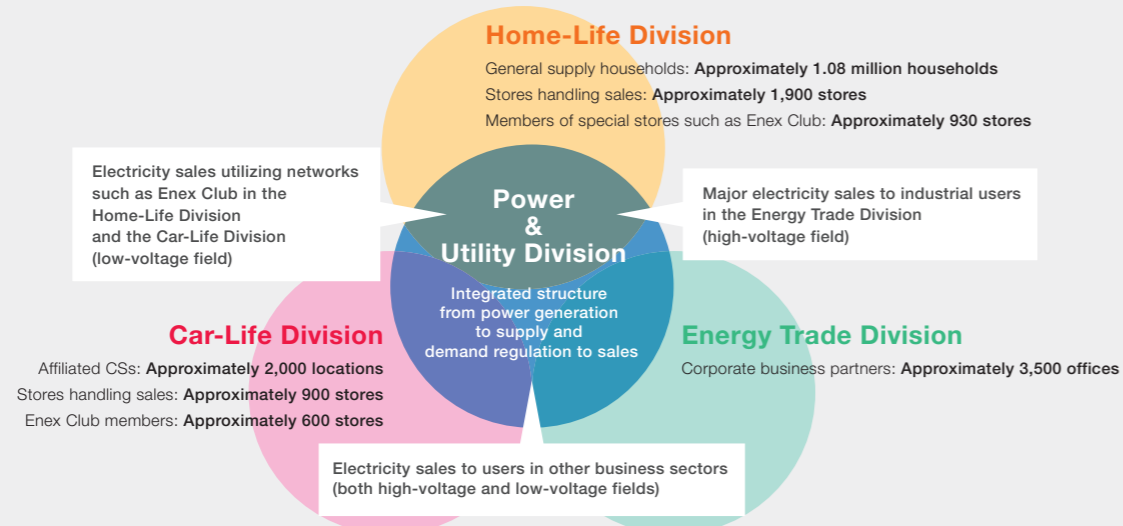 Home-Life Division
General supply households: Approximately 1.08 million households
Stores handling sales: Approximately 1,900 stores
Members of special stores such as Enex Club: Approximately 930 stores
Electricity sales utilizing networks
such as Enex Club in the
Home-Life Division
and the Car-Life Division
(low-voltage field)
Power
&
Utility Division
Integrated structure
from power generation
to supply and
demand regulation to sales
Major electricity sales to industrial users
in the Energy Trade Division
(high-voltage field)
Car-Life Division
Affiliated CSs: Approximately 2,000 locations
Stores handling sales: Approximately 900 stores
Enex Club members: Approximately 600 stores
Energy Trade Division
Corporate business partners: Approximately 3,500 offices
Electricity sales to users in other business sectors
(both high-voltage and low-voltage fields)